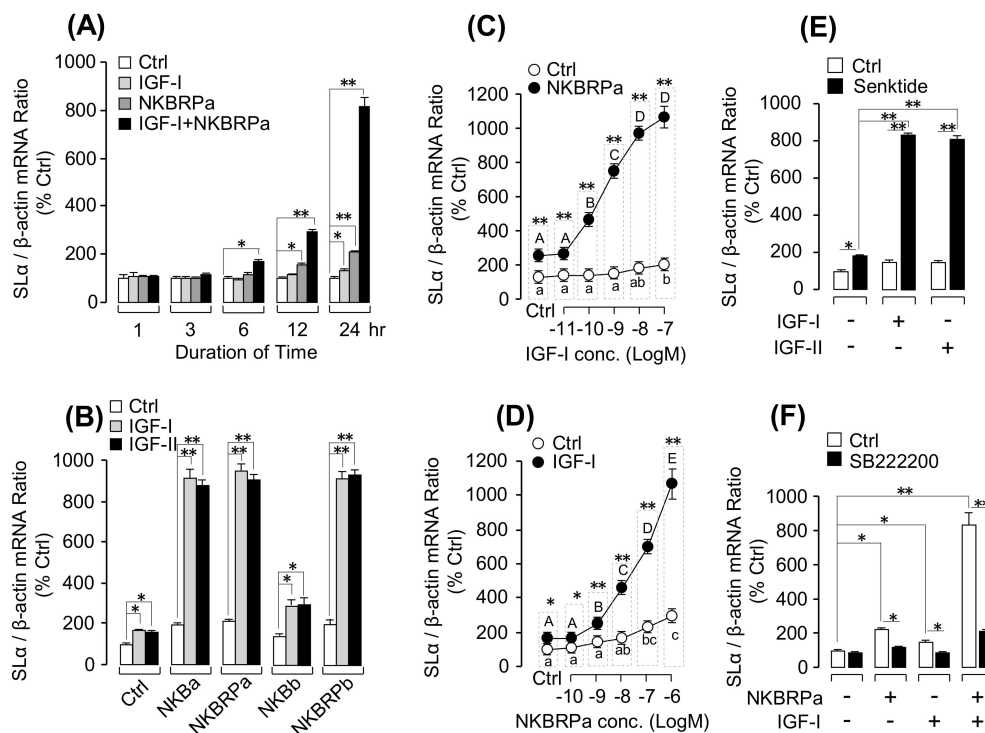 (A)
SLα / β-actin mRNA Ratio
(% Ctrl)
1000
800
600
400
200
0
Ctrl
IGF-I
NKBRPa
IGF-I+NKBRPa
*
**
*
**
*
**
**
1 3 6 12 24 hr
Duration of Time
(B)
SLα / β-actin mRNA Ratio
(% Ctrl)
1000
800
600
400
200
0
Ctrl
IGF-I
IGF-II
*
*
**
**
**
**
*
*
**
**
Ctrl NKBa NKBRPa NKBb NKBRPb
(C)
SLα / β-actin mRNA Ratio
(% Ctrl)
1200
1000
800
600
400
200
0
Ctrl
NKBRPa
** ** ** ** ** **
A A B C D D
a a a a ab b
Ctrl
-11 -10 -9 -8 -7
IGF-I conc. (LogM)
(D)
SLα / β-actin mRNA Ratio
(% Ctrl)
1200
1000
800
600
400
200
0
Ctrl
IGF-I
* * ** ** ** **
A A B C D E
a a a ab bc c
Ctrl
-10 -9 -8 -7 -6
NKBRPa conc. (LogM)
(E)
SLα / β-actin mRNA Ratio
(% Ctrl)
1000
800
600
400
200
0
Ctrl
Senktide
*
**
**
**
**
IGF-I - + -
IGF-II - - +
(F)
SLα / β-actin mRNA Ratio
(% Ctrl)
1000
800
600
400
200
0
Ctrl
SB222200
**
*
*
*
*
**
NKBRPa - + - +
IGF-I - - + +